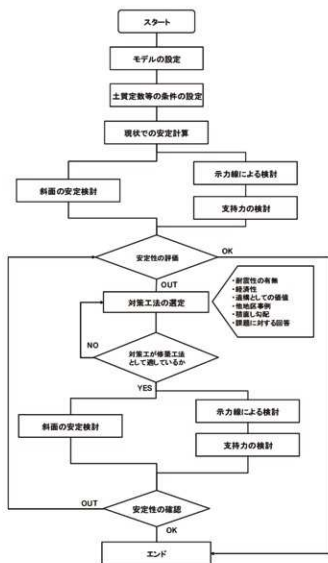 スタート
モデルの設定
土質定数等の条件の設定
現状での安定計算
斜面の安定検討
示力線による検討
支持力の検討
安定性の評価
OK
OUT
対策工法の選定
・耐震性の有無
・経済性
・遺構としての価値
・他地区事例
・積直し勾配
・課題に対する回答
NO
対策工が修築工法
として適しているか
YES
斜面の安定検討
示力線による検討
支持力の検討
OUT
安定性の確認
OK
エンド